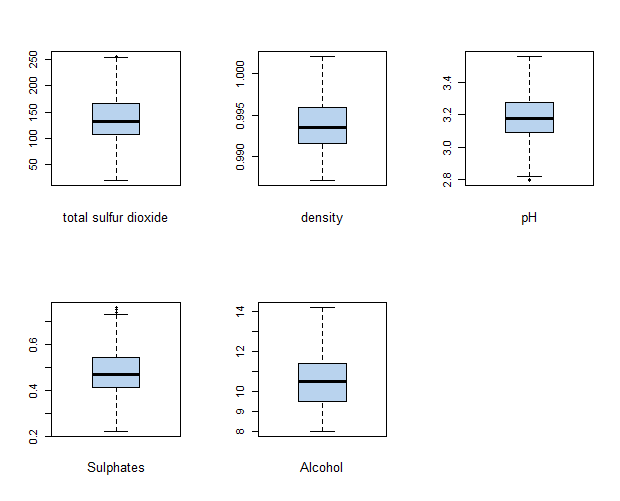 50 100 150 200 250
total sulfur dioxide
0.990 0.995 1.000
density
2.8 3.0 3.2 3.4
pH
0.2 0.4 0.6
Sulphates
8 9 10 12 14
Alcohol